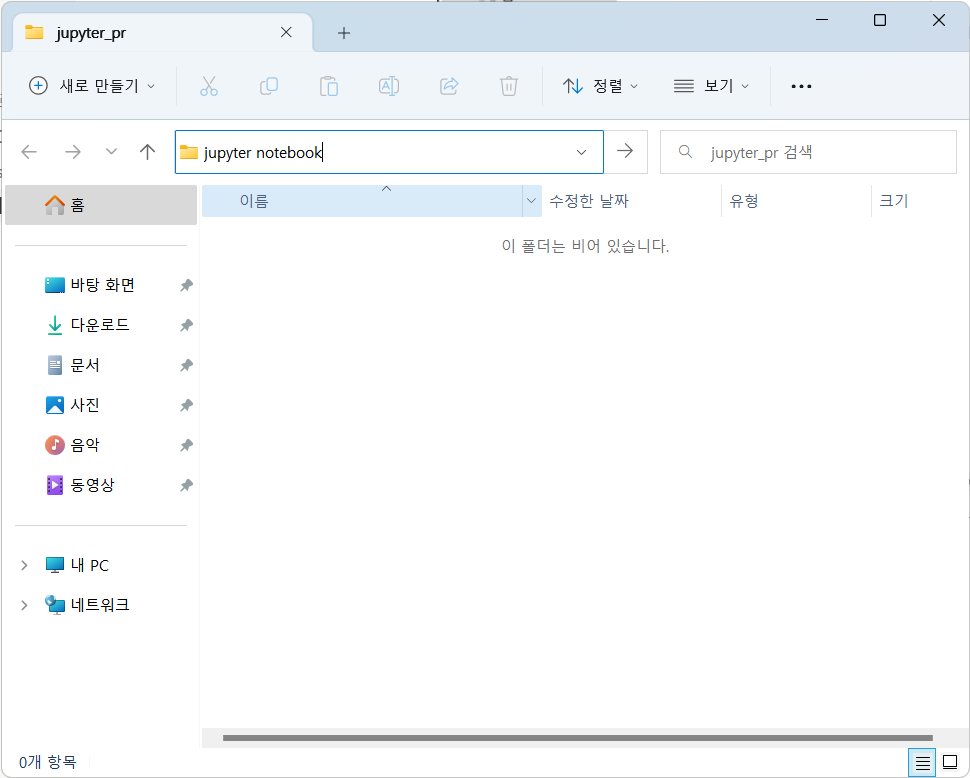 jupyter_pr
새로 만들기
정렬
보기
jupyter notebook
jupyter_pr 검색
홈
이름
수정한 날짜
유형
크기
이 폴더는 비어 있습니다.
바탕 화면
다운로드
문서
사진
음악
동영상
내 PC
네트워크
0개 항목